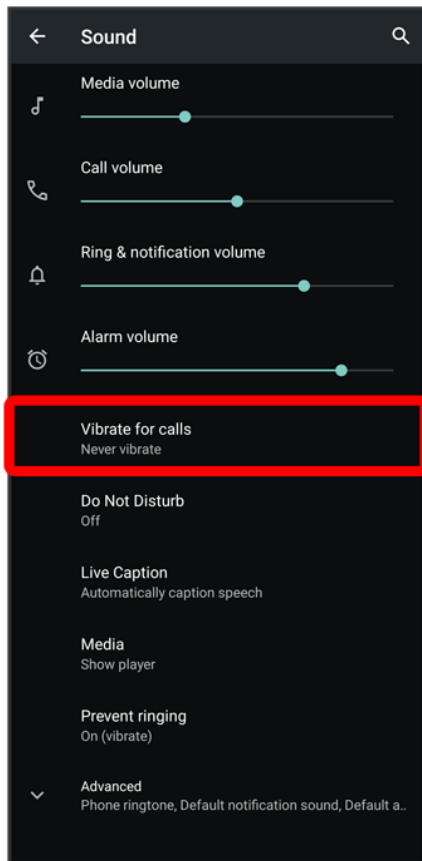 Sound
Media volume
Call volume
Ring & notification volume
Alarm volume
Vibrate for calls
Never vibrate
Do Not Disturb
Off
Live Caption
Automatically caption speech
Media
Show player
Prevent ringing
On (vibrate)
Advanced
Phone ringtone, Default notification sound, Default a..